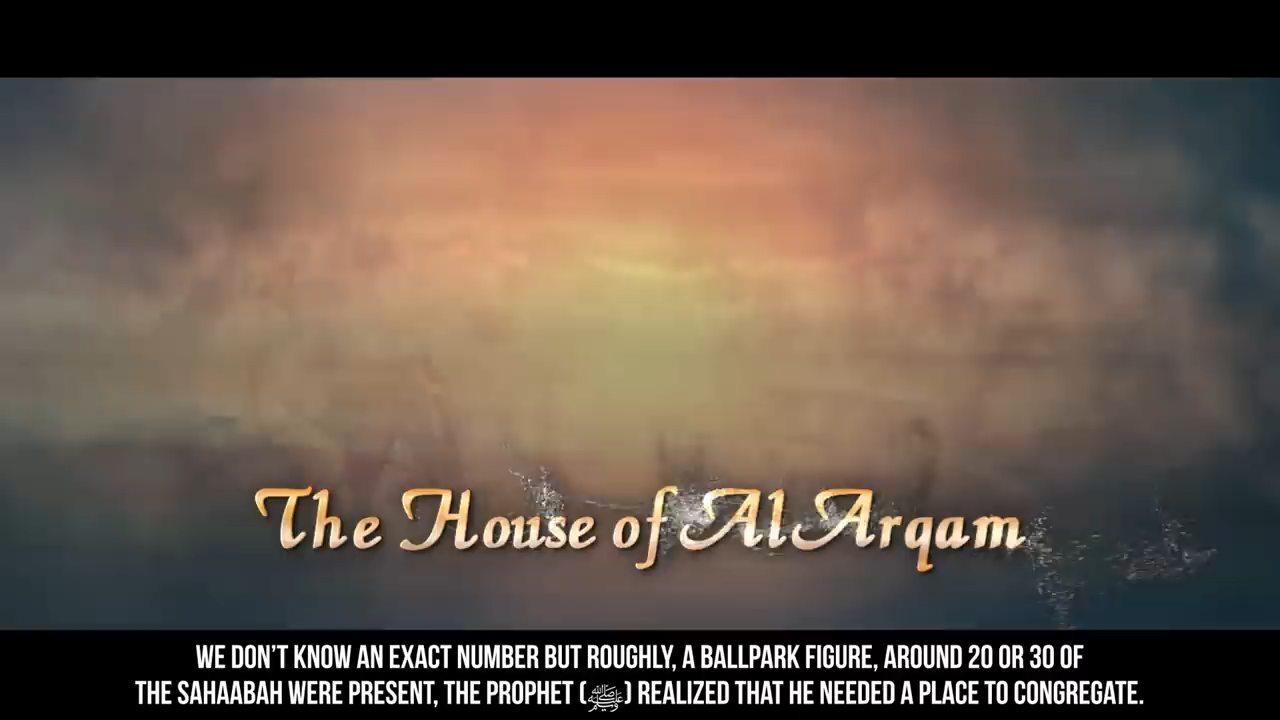 The House of Al Arqam
WE DON'T KNOW AN EXACT NUMBER BUT ROUGHLY, A BALLPARK FIGURE, AROUND 20 OR 30 OF
THE SAHAABAH WERE PRESENT, THE PROPHET (ﷺ) REALIZED THAT HE NEEDED A PLACE TO CONGREGATE.